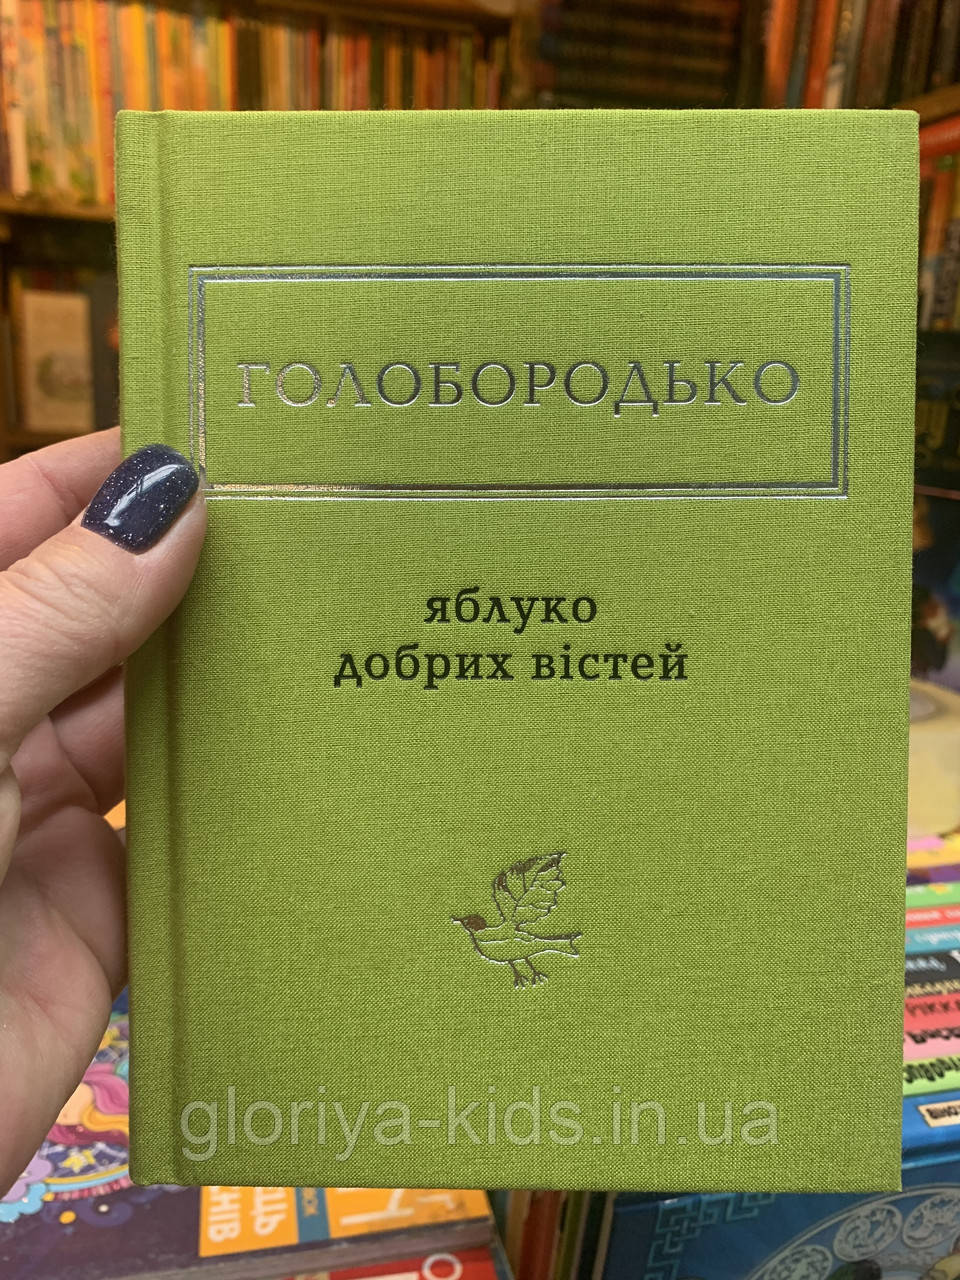 ГОЛОБОРОДЬКО
яблуко
добрих вістей
gloriya-kids.in.ua